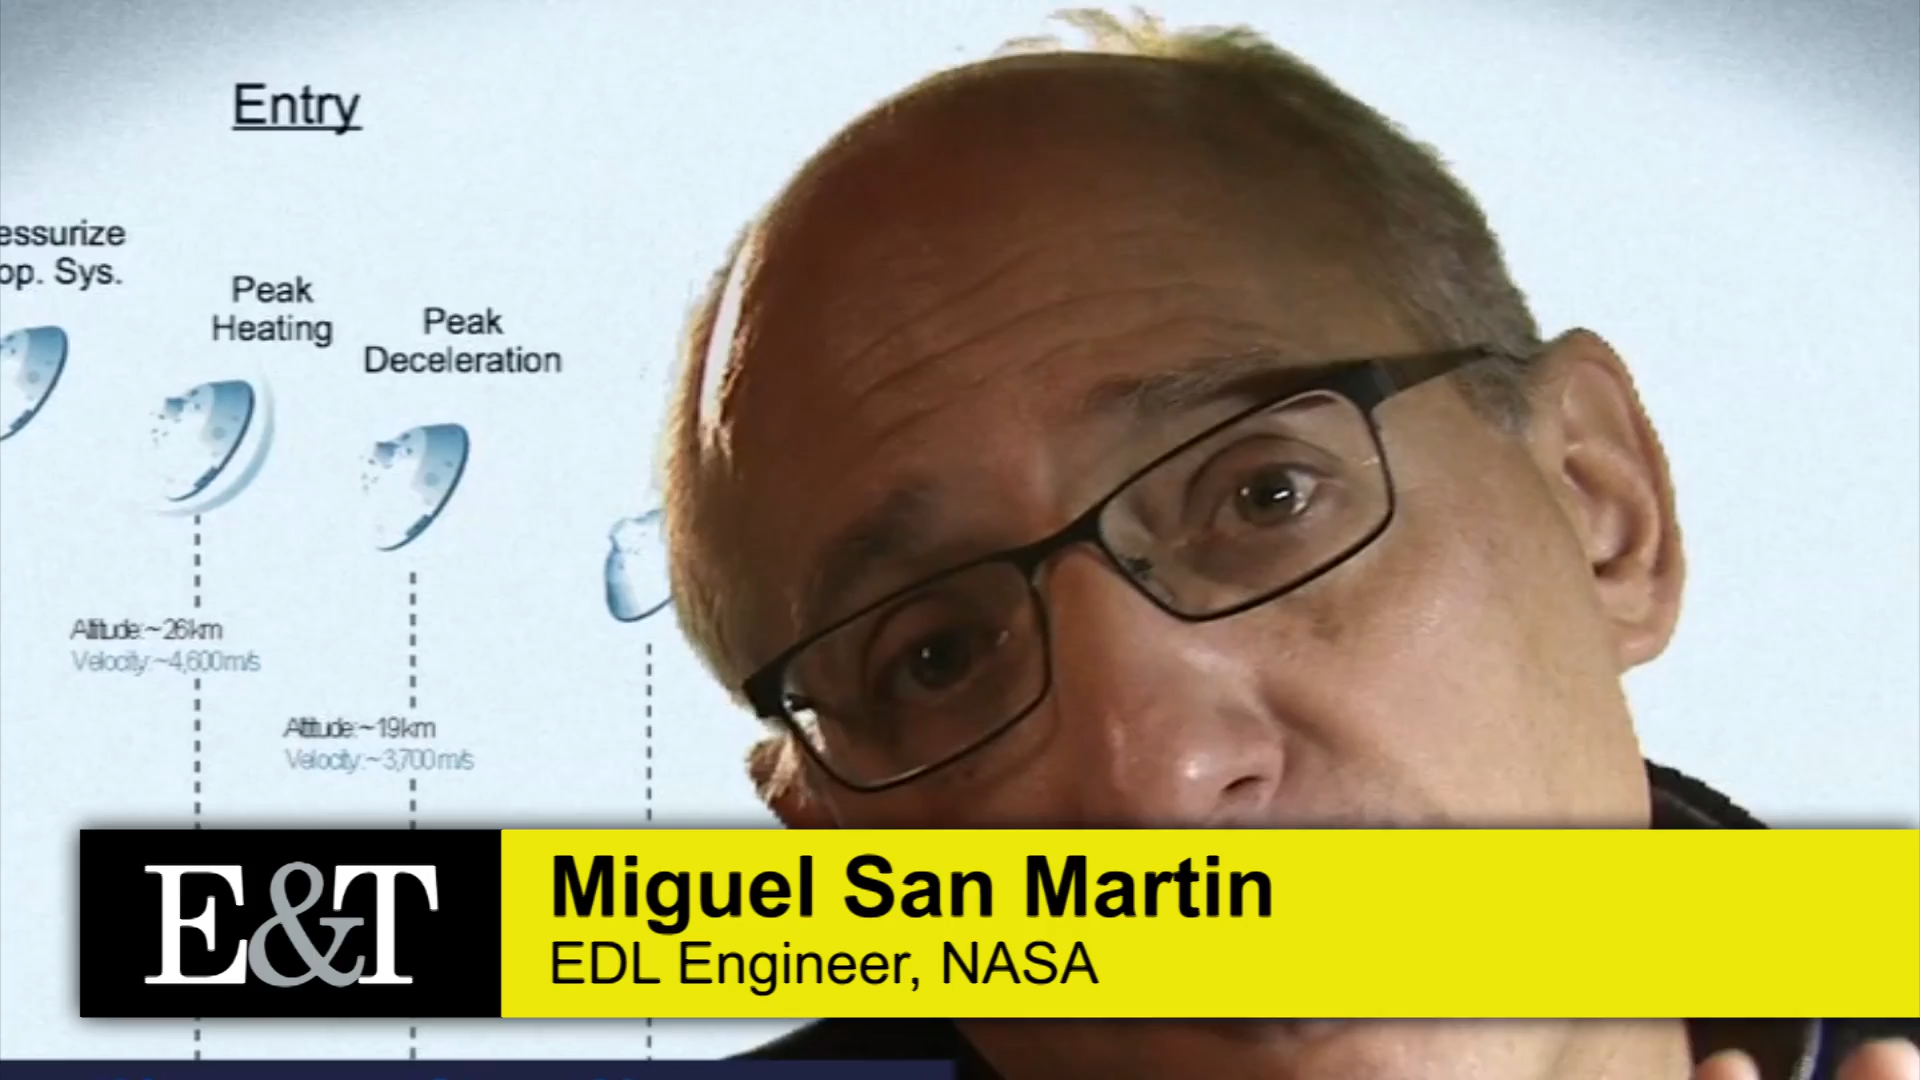 Entry
essurize
op. Sys.
Peak
Heating
Peak
Deceleration
Altitude:~26km
Velocity:~4,600m/s
Altitude:~19km
Velocity:~3,700m/s
E&T
Miguel San Martin
EDL Engineer, NASA